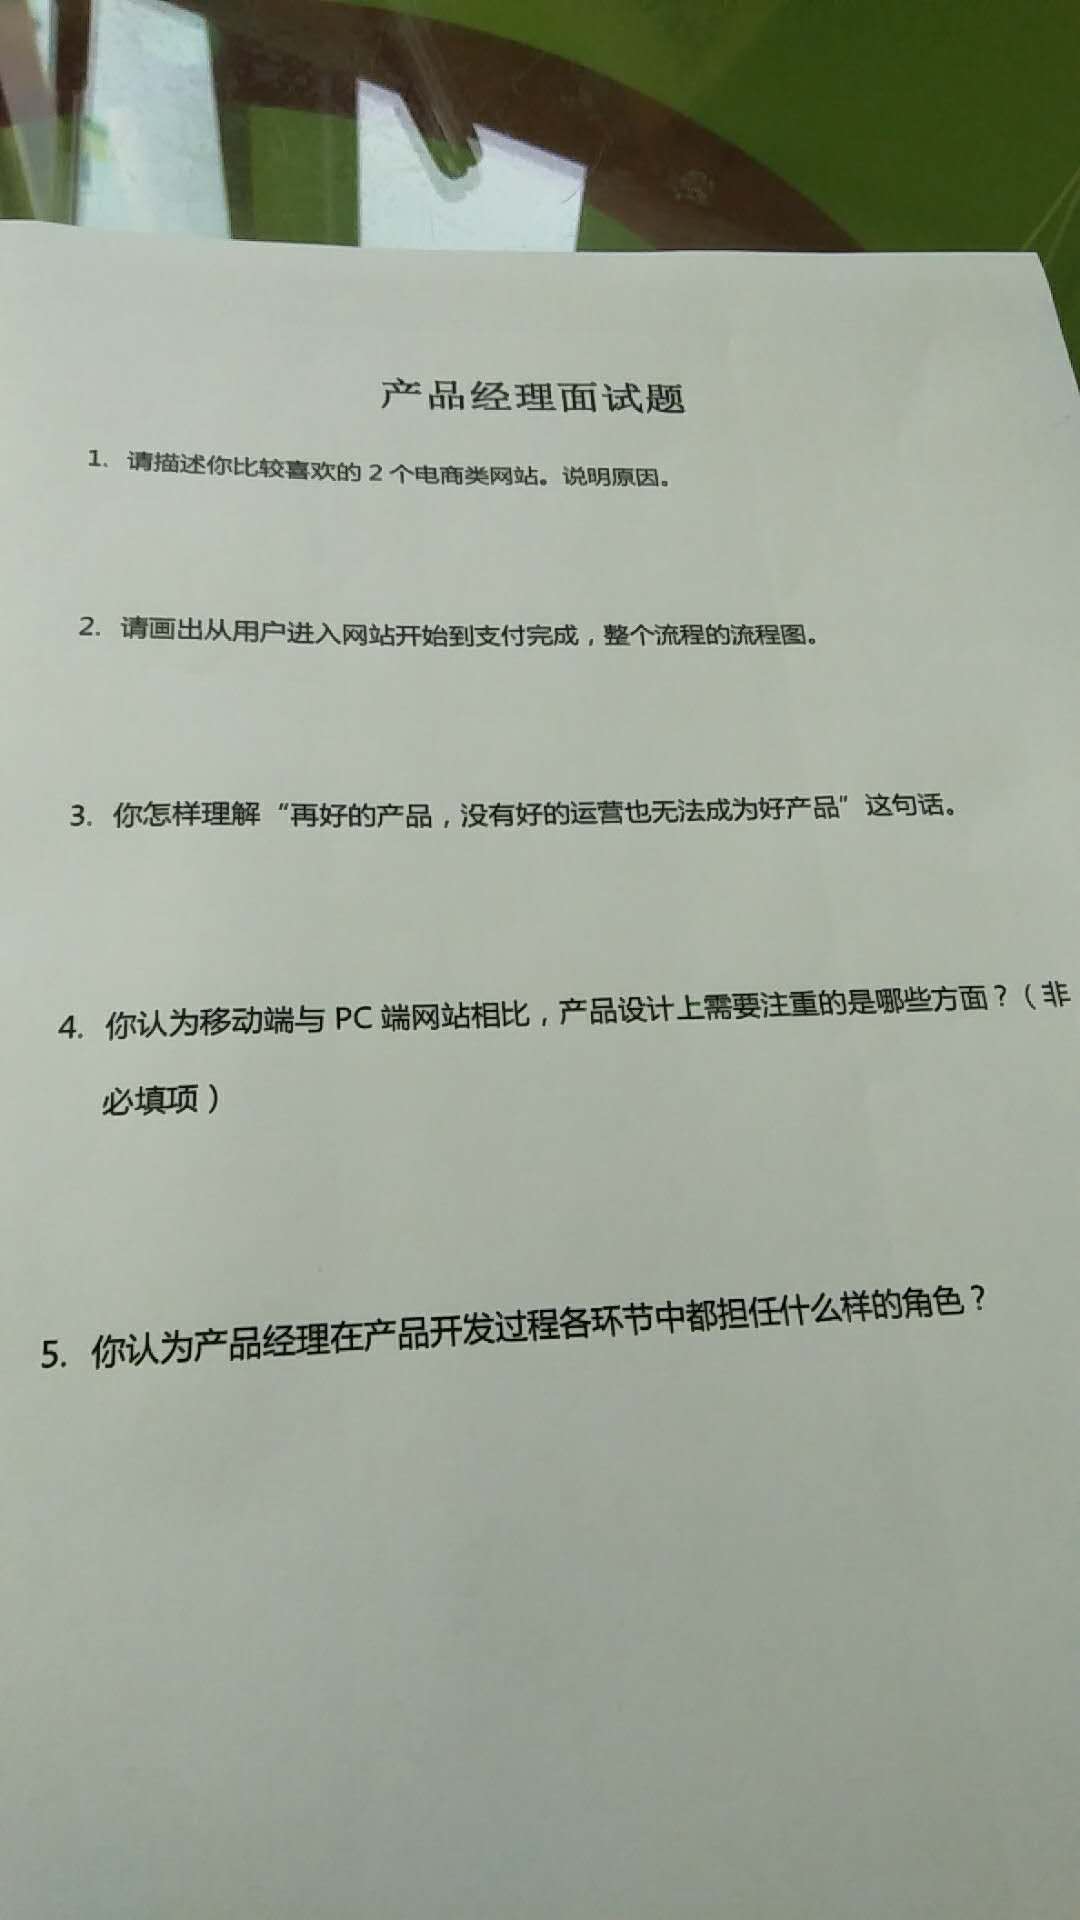 产品经理面试题
1. 请描述你比较喜欢的 2 个电商类网站。说明原因。
2. 请画出从用户进入网站开始到支付完成，整个流程的流程图。
3. 你怎样理解“再好的产品，没有好的运营也无法成为好产品”这句话。
4. 你认为移动端与 PC 端网站相比，产品设计上需要注重的是哪些方面？（非
必填项）
5. 你认为产品经理在产品开发过程各环节中都担任什么样的角色？